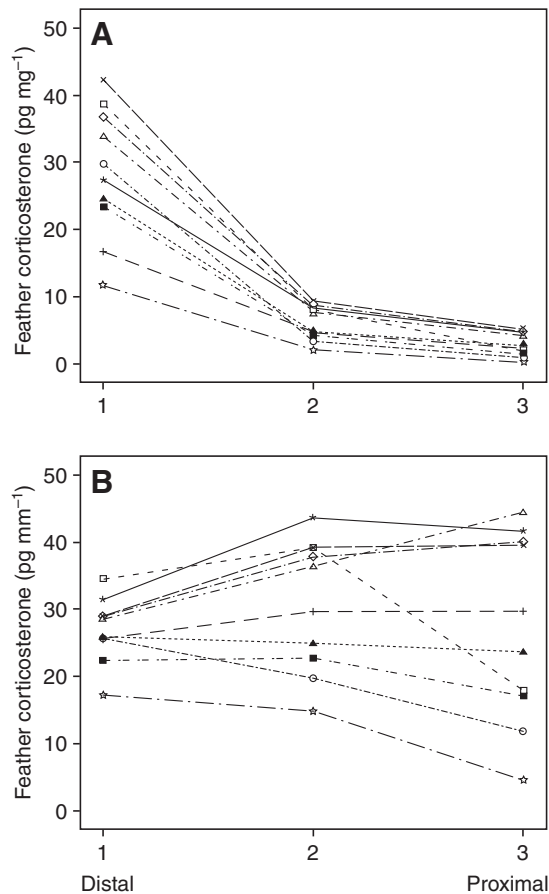 A
Feather corticosterone (pg mg⁻¹)
50
40
30
20
10
0
1 2 3
B
Feather corticosterone (pg mm⁻¹)
50
40
30
20
10
0
1 2 3
Distal Proximal